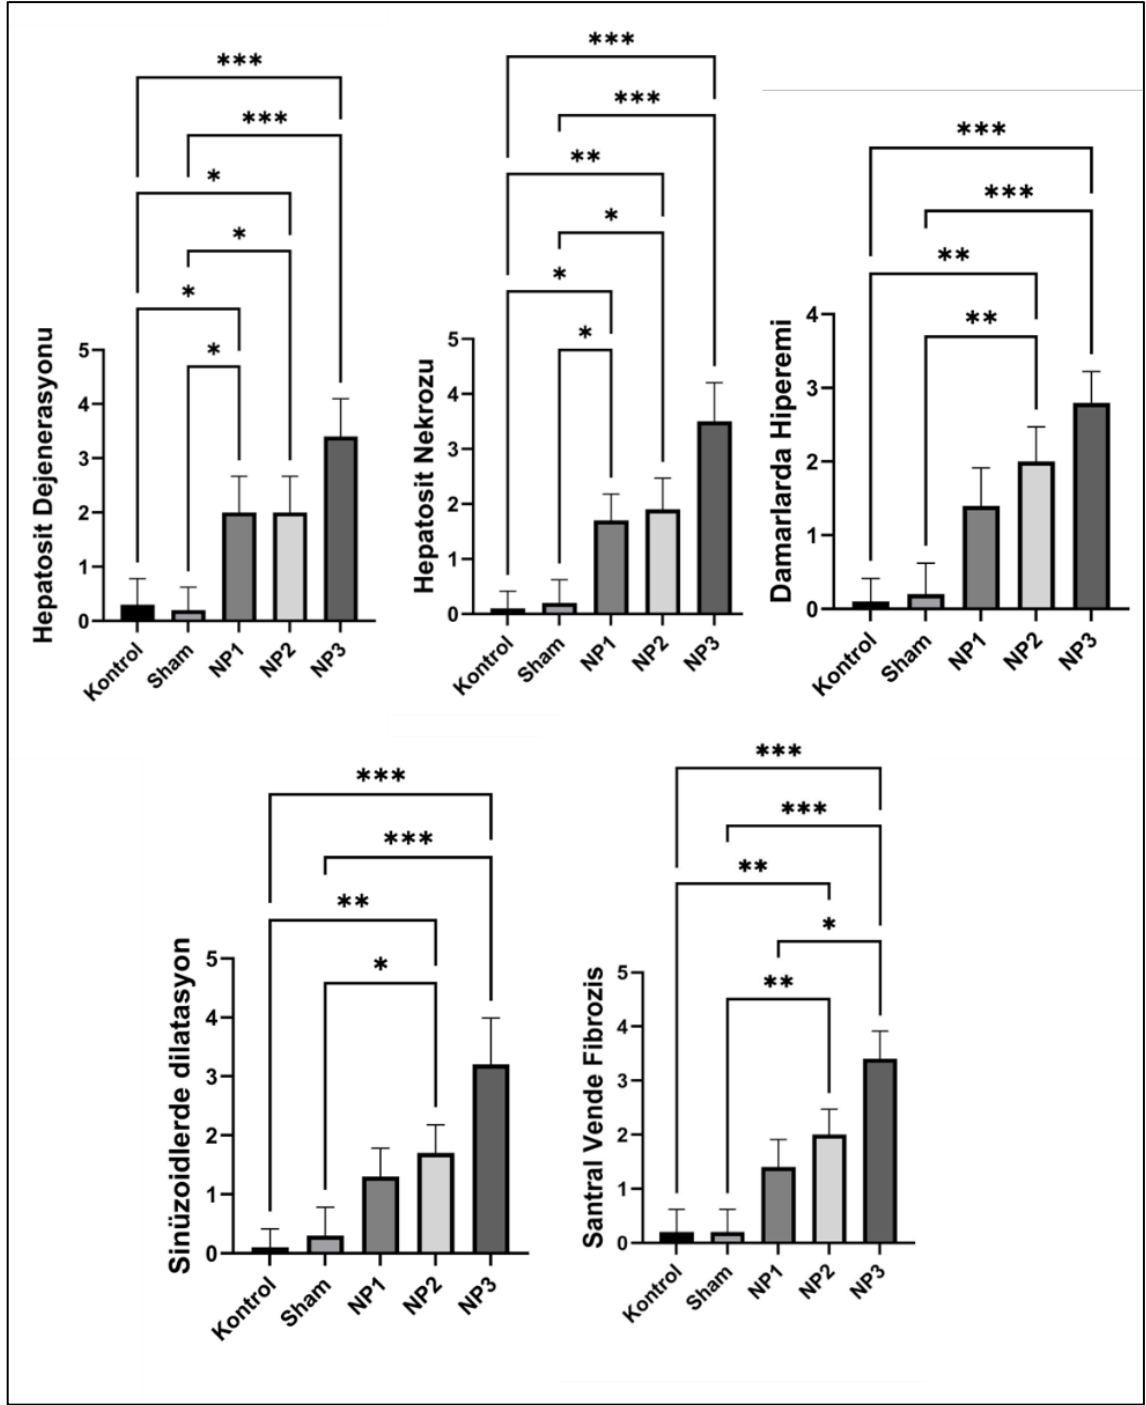 ***
***
*
*
*
*
Hepatosit Dejenerasyonu
5
4
3
2
1
0
Kontrol
Sham
NP1
NP2
NP3
***
***
**
*
*
*
Hepatosit Nekrozu
5
4
3
2
1
0
Kontrol
Sham
NP1
NP2
NP3
***
***
**
**
Damarlarda Hiperemi
4
3
2
1
0
Kontrol
Sham
NP1
NP2
NP3
***
***
**
*
Sinüzoidlerde dilatasyon
5
4
3
2
1
0
Kontrol
Sham
NP1
NP2
NP3
***
***
**
*
**
Santral Vende Fibrozis
5
4
3
2
1
0
Kontrol
Sham
NP1
NP2
NP3